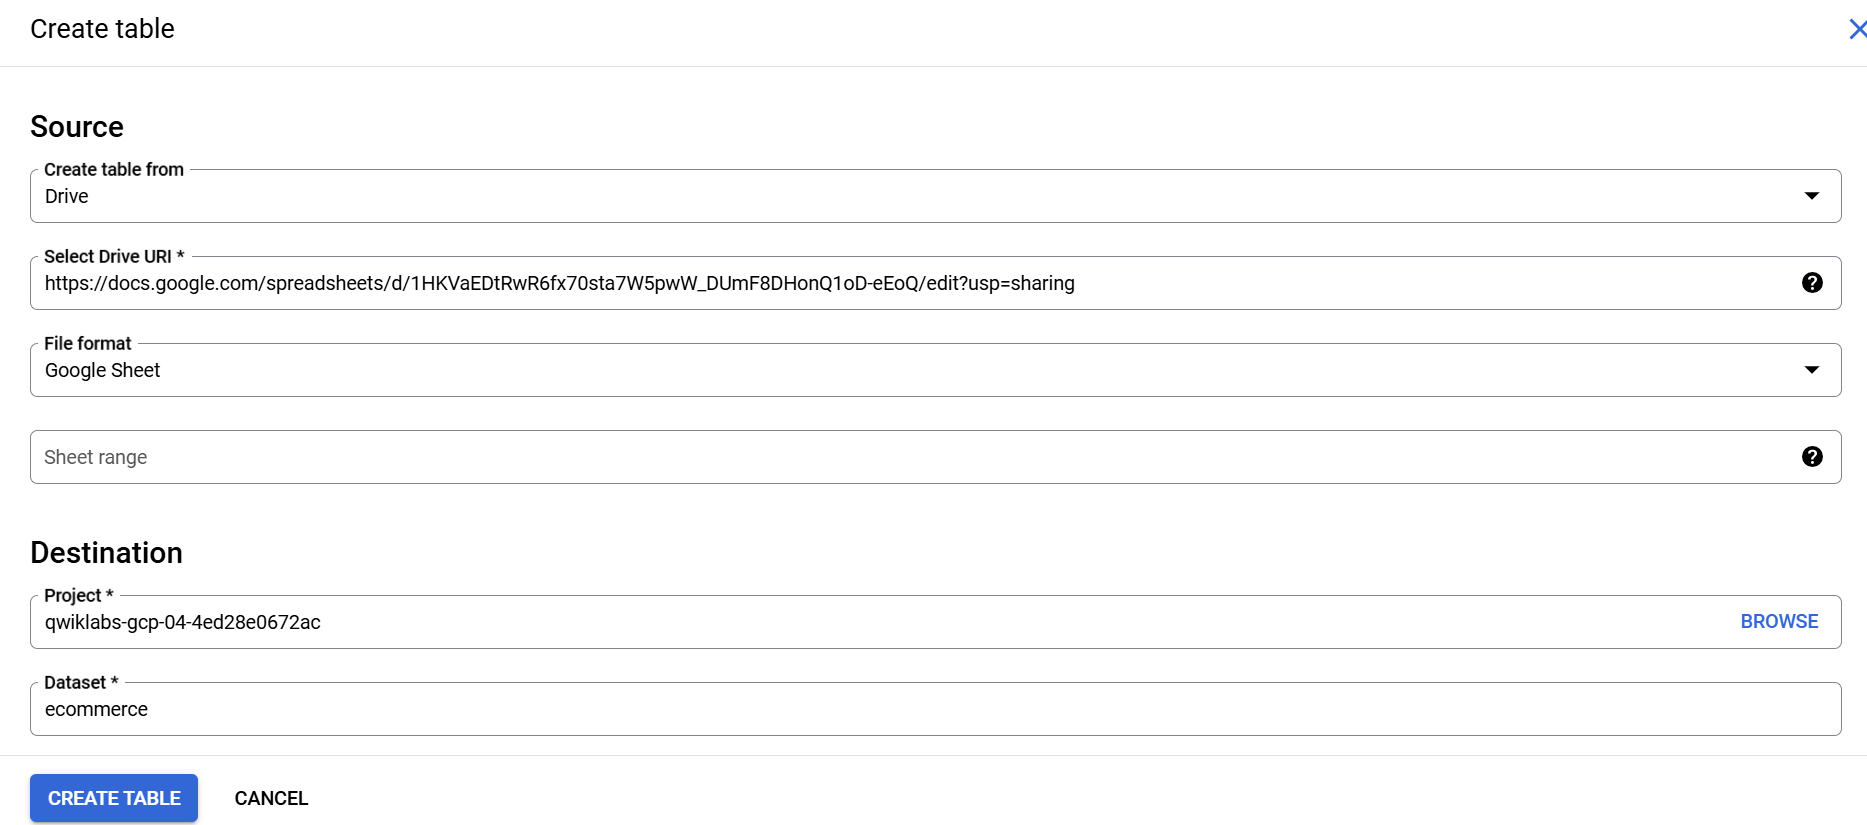 Create table
Source
Create table from
Drive
Select Drive URI *
https://docs.google.com/spreadsheets/d/1HKVaEDtRwR6fx70sta7W5pwW_DUmF8DHonQ1oD-eEoQ/edit?usp=sharing
File format
Google Sheet
Sheet range
Destination
Project *
qwiklabs-gcp-04-4ed28e0672ac
BROWSE
Dataset *
ecommerce
CREATE TABLE
CANCEL